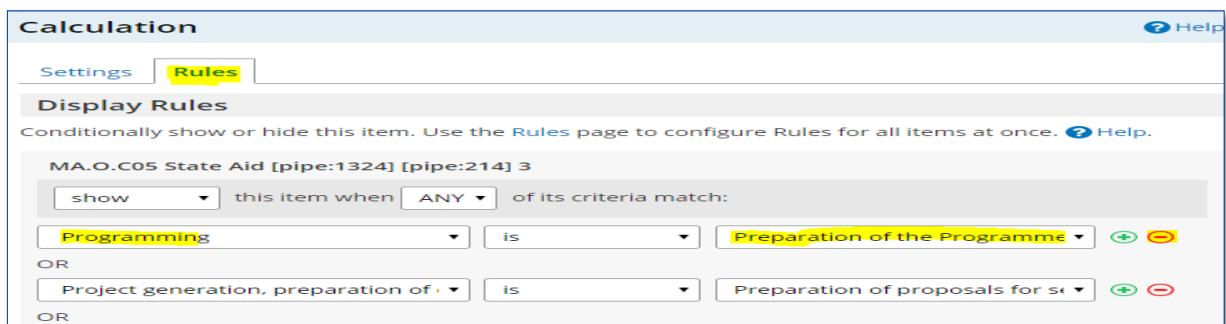 Calculation
Help
Settings Rules
Display Rules
Conditionally show or hide this item. Use the Rules page to configure Rules for all items at once. Help.
MA.O.C05 State Aid [pipe:1324] [pipe:214] 3
show this item when ANY of its criteria match:
Programming is Preparation of the Programme
OR
Project generation, preparation of is Preparation of proposals for
OR